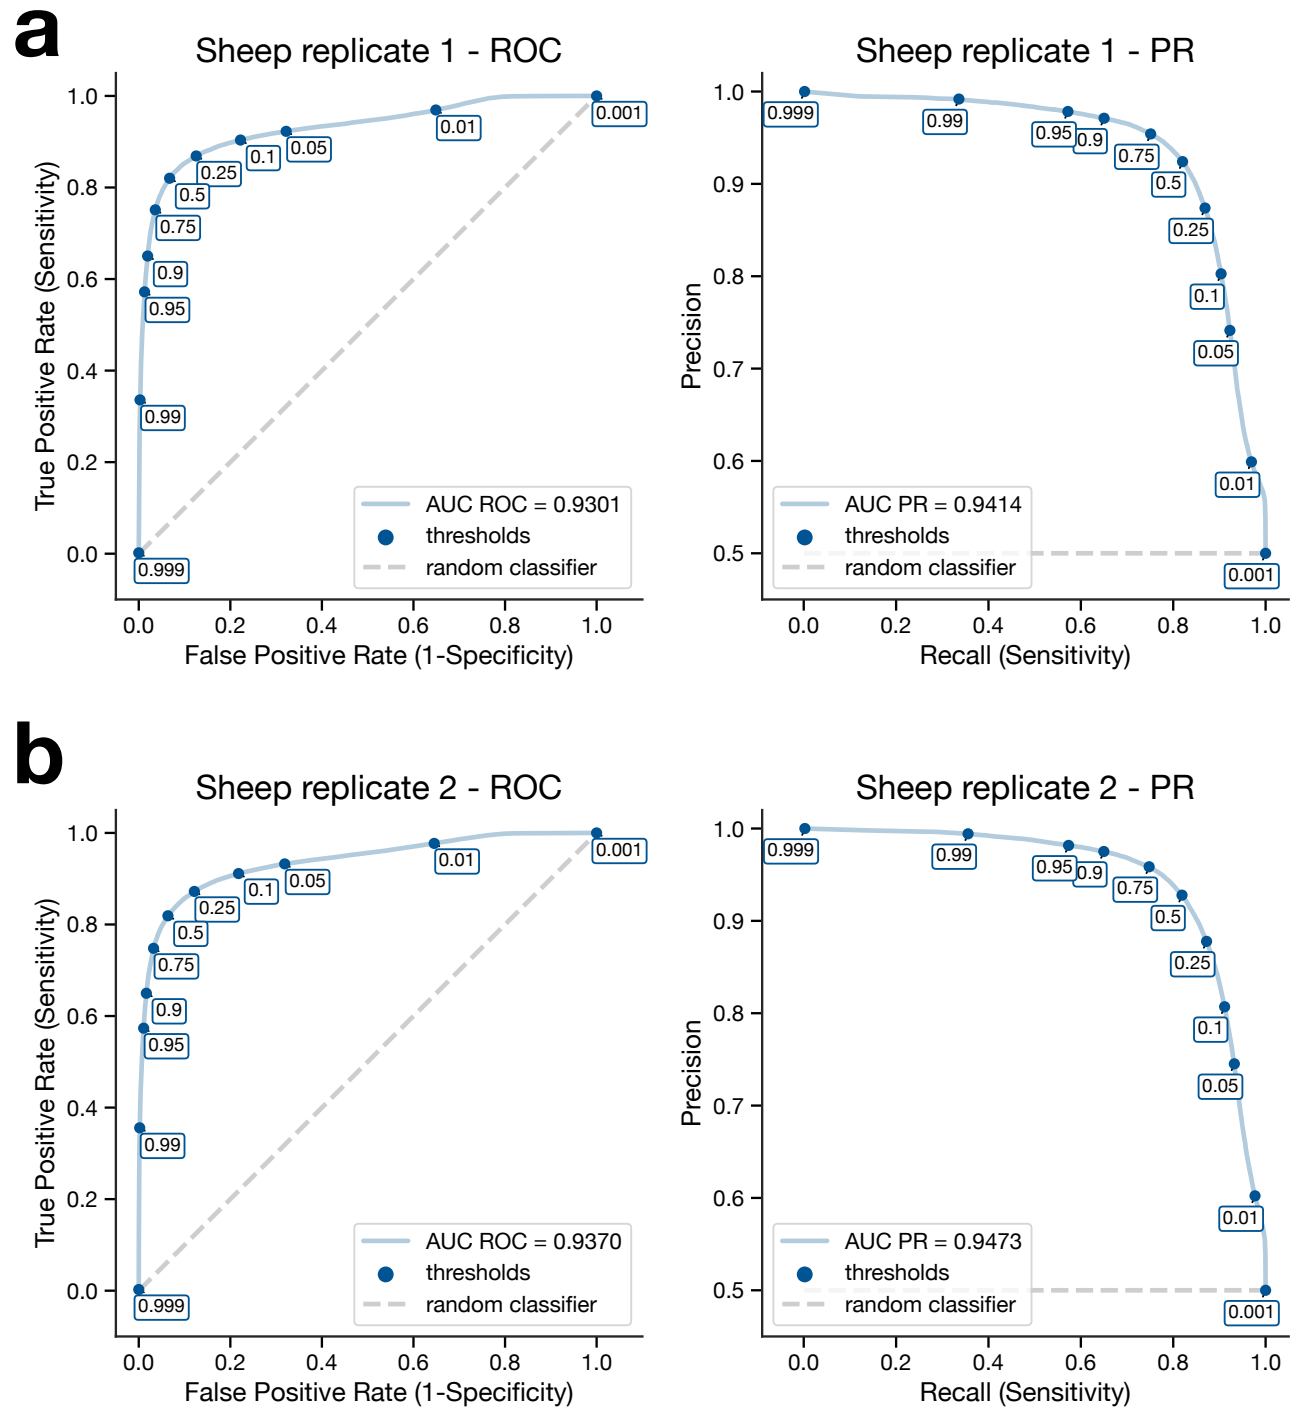 a
Sheep replicate 1 - ROC
True Positive Rate (Sensitivity)
1.0
0.8
0.6
0.4
0.2
0.0
0.001
0.01
0.05
0.1
0.25
0.5
0.75
0.9
0.95
0.99
0.999
AUC ROC = 0.9301
thresholds
random classifier
0.0 0.2 0.4 0.6 0.8 1.0
False Positive Rate (1-Specificity)
Sheep replicate 1 - PR
Precision
1.0
0.9
0.8
0.7
0.6
0.5
0.999
0.99
0.95
0.9
0.75
0.5
0.25
0.1
0.05
0.01
0.001
AUC PR = 0.9414
thresholds
random classifier
0.0 0.2 0.4 0.6 0.8 1.0
Recall (Sensitivity)
b
Sheep replicate 2 - ROC
True Positive Rate (Sensitivity)
1.0
0.8
0.6
0.4
0.2
0.0
0.001
0.01
0.05
0.1
0.25
0.5
0.75
0.9
0.95
0.99
0.999
AUC ROC = 0.9370
thresholds
random classifier
0.0 0.2 0.4 0.6 0.8 1.0
False Positive Rate (1-Specificity)
Sheep replicate 2 - PR
Precision
1.0
0.9
0.8
0.7
0.6
0.5
0.999
0.99
0.95
0.9
0.75
0.5
0.25
0.1
0.05
0.01
0.001
AUC PR = 0.9473
thresholds
random classifier
0.0 0.2 0.4 0.6 0.8 1.0
Recall (Sensitivity)